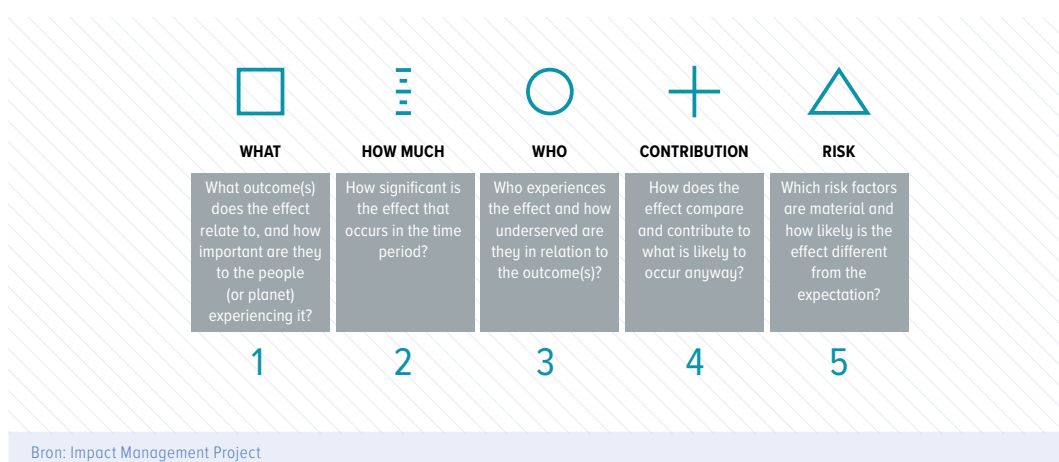 WHAT
What outcome(s)
does the effect
relate to, and how
important are they
to the people
(or planet)
experiencing it?
1
HOW MUCH
How significant is
the effect that
occurs in the time
period?
2
WHO
Who experiences
the effect and how
underserved are
they in relation to
the outcome(s)?
3
CONTRIBUTION
How does the
effect compare
and contribute to
what is likely to
occur anyway?
4
RISK
Which risk factors
are material and
how likely is the
effect different
from the
expectation?
5
Bron: Impact Management Project